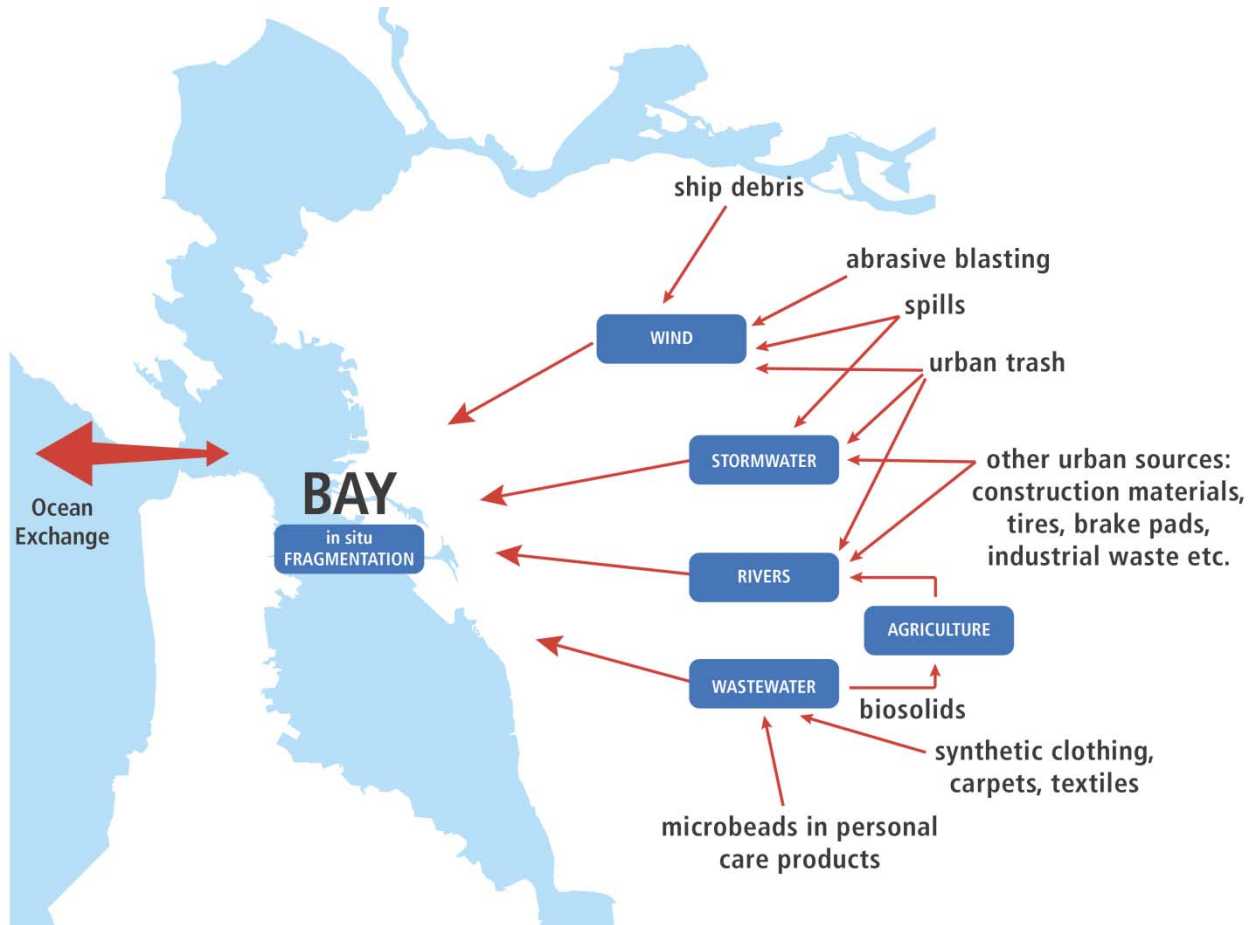 ship debris
abrasive blasting
spills
WIND
urban trash
STORMWATER
other urban sources:
construction materials,
tires, brake pads,
industrial waste etc.
Ocean
Exchange
BAY
in situ
FRAGMENTATION
RIVERS
AGRICULTURE
WASTEWATER
biosolids
synthetic clothing,
carpets, textiles
microbeads in personal
care products